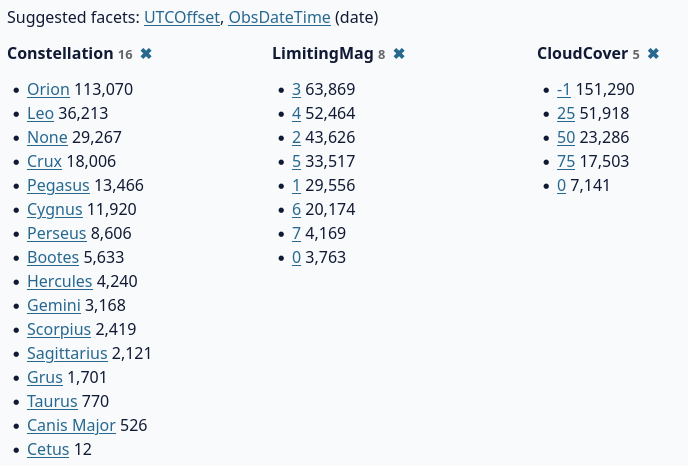 Suggested facets: UTCOffset, ObsDateTime (date)
Constellation 16 ✖
Orion 113,070
Leo 36,213
None 29,267
Crux 18,006
Pegasus 13,466
Cygnus 11,920
Perseus 8,606
Bootes 5,633
Hercules 4,240
Gemini 3,168
Scorpius 2,419
Sagittarius 2,121
Grus 1,701
Taurus 770
Canis Major 526
Cetus 12
LimitingMag 8 ✖
3 63,869
4 52,464
2 43,626
5 33,517
1 29,556
6 20,174
7 4,169
0 3,763
CloudCover 5 ✖
-1 151,290
25 51,918
50 23,286
75 17,503
0 7,141